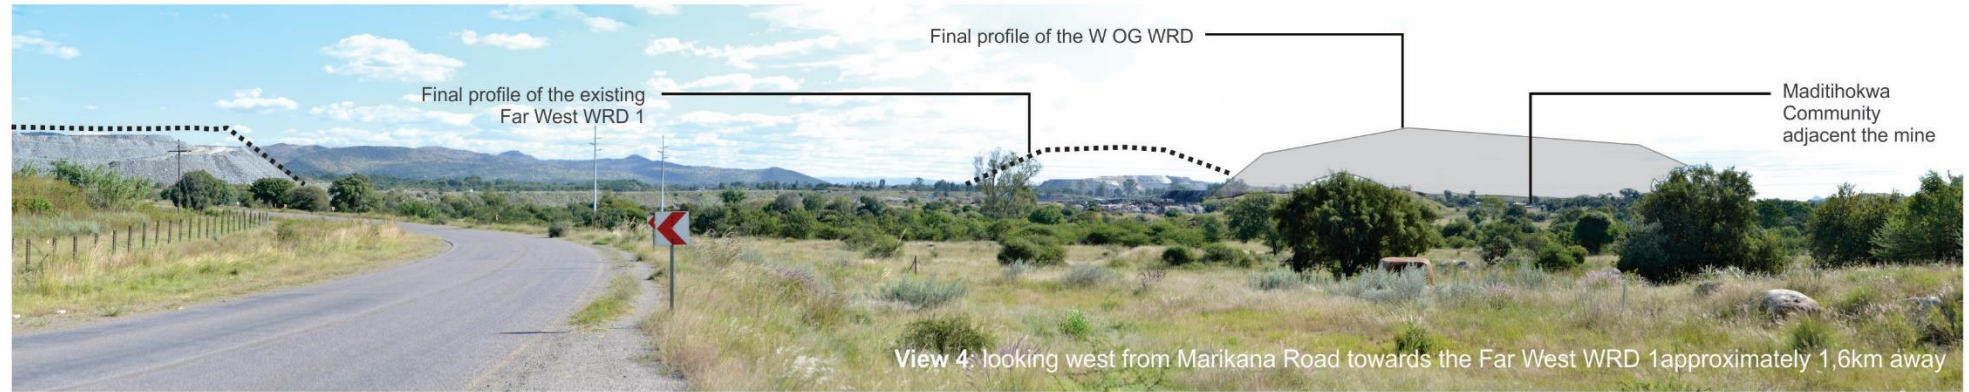 Final profile of the W OG WRD
Final profile of the existing
Far West WRD 1
Maditihokwa
Community
adjacent the mine
View 4: looking west from Marikana Road towards the Far West WRD 1approximately 1,6km away